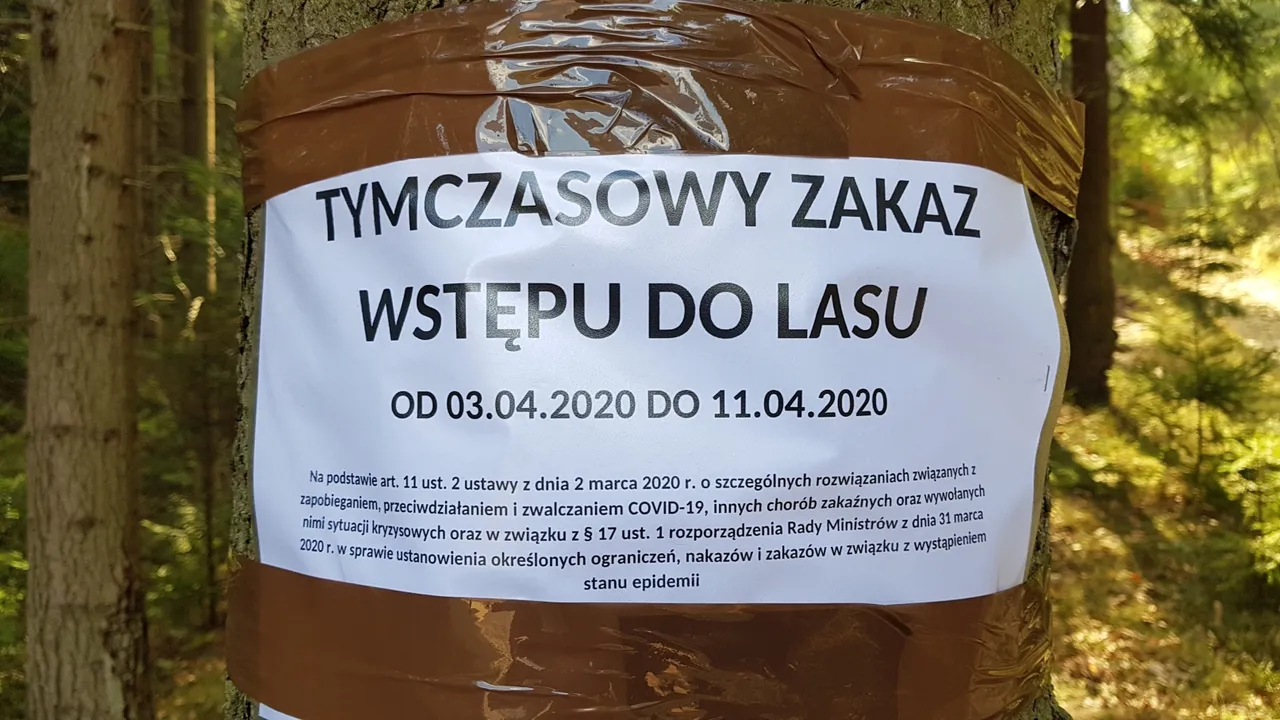 TYMCZASOWY ZAKAZ
WSTĘPU DO LASU
OD 03.04.2020 DO 11.04.2020
Na podstawie art. 11 ust. 2 ustawy z dnia 2 marca 2020 r. o szczególnych rozwiązaniach związanych z
zapobieganiem, przeciwdziałaniem i zwalczaniem COVID-19, innych chorób zakaźnych oraz wywołanych
nimi sytuacji kryzysowych oraz w związku z § 17 ust. 1 rozporządzenia Rady Ministrów z dnia 31 marca
2020 r. w sprawie ustanowienia określonych ograniczeń, nakazów i zakazów w związku z wystąpieniem
stanu epidemii